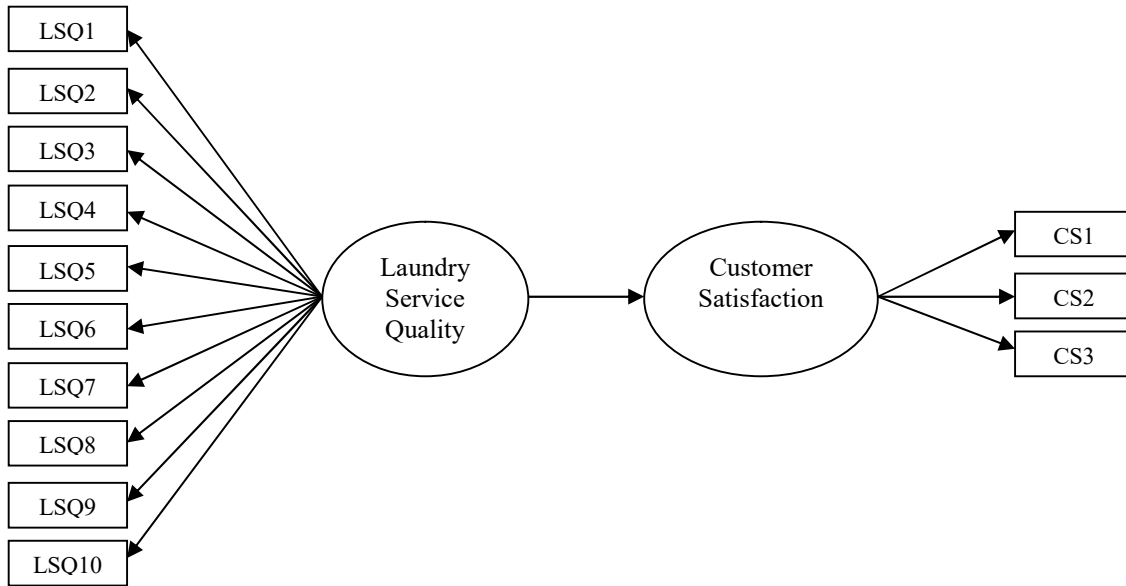 LSQ1
LSQ2
LSQ3
LSQ4
LSQ5
LSQ6
LSQ7
LSQ8
LSQ9
LSQ10
Laundry
Service
Quality
Customer
Satisfaction
CS1
CS2
CS3